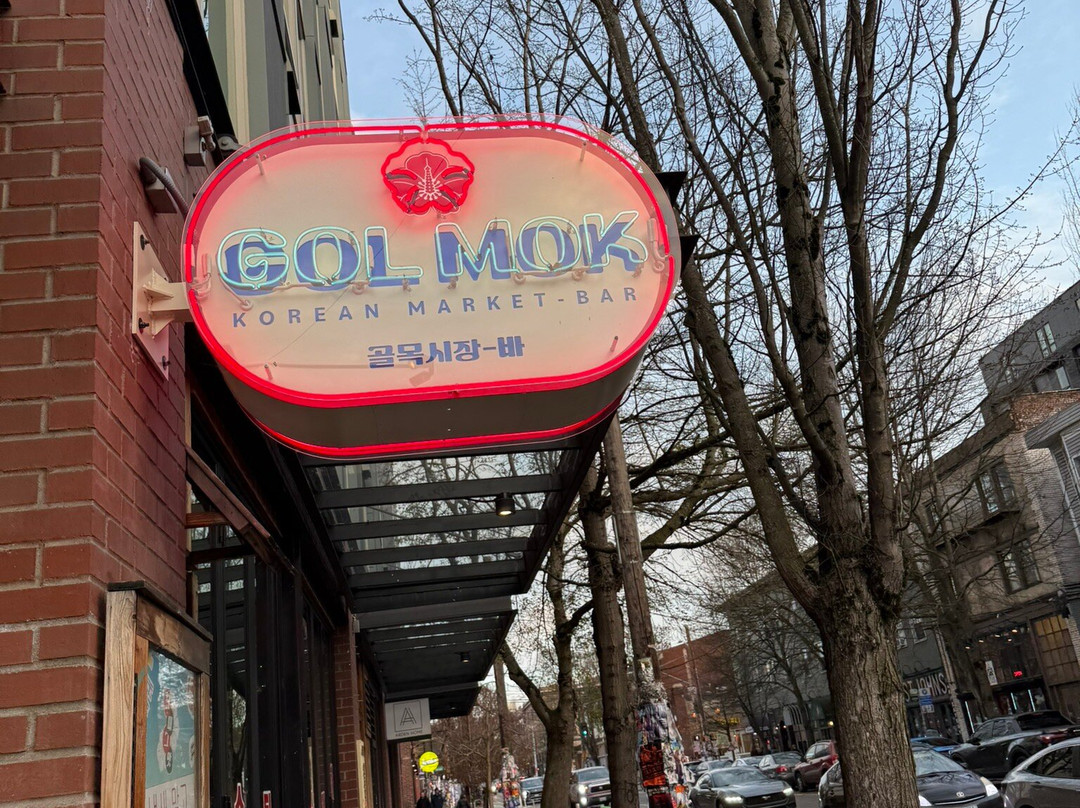 GOL MOK
KOREAN MARKET-BAR
골목시장-바